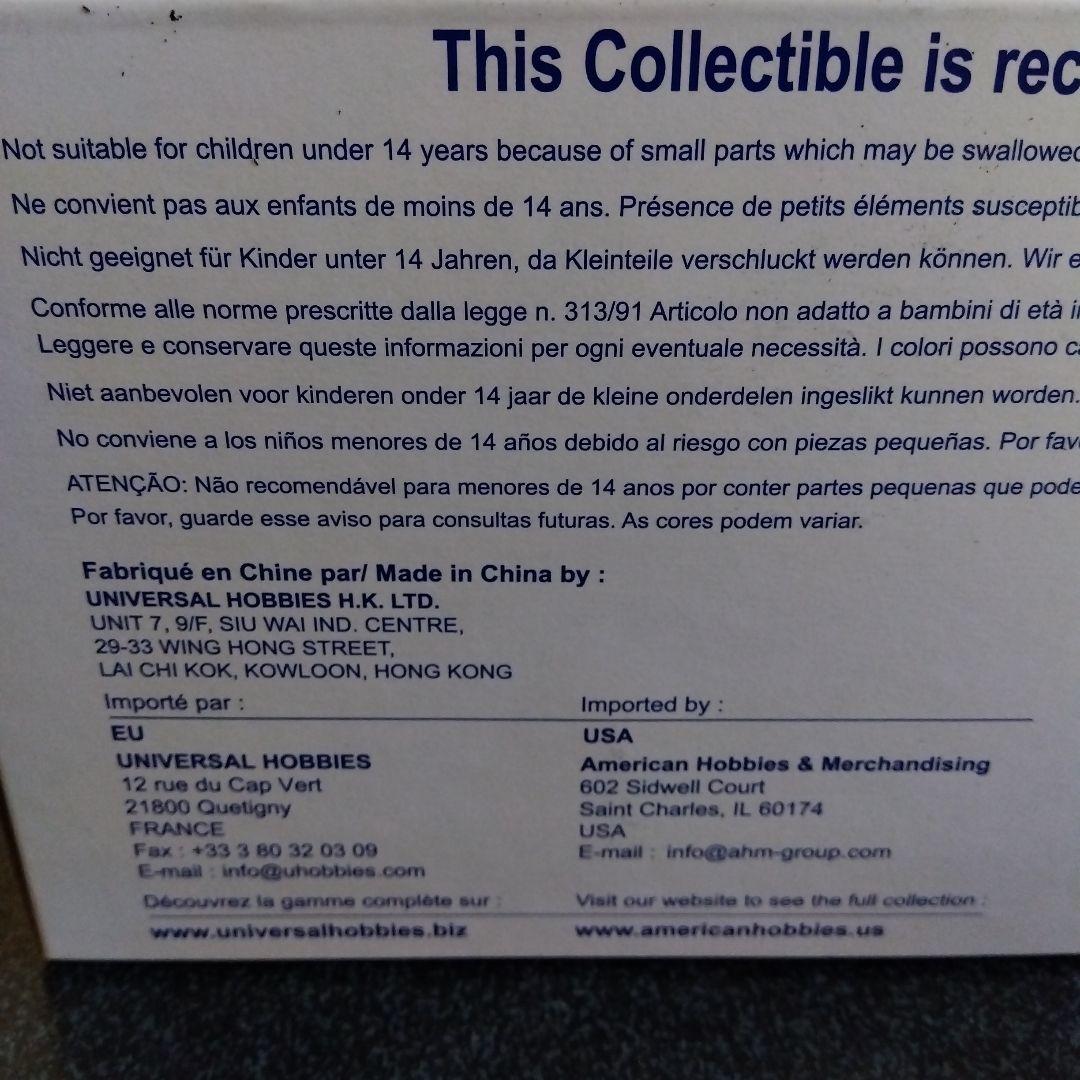 This Collectible is rec
Not suitable for children under 14 years because of small parts which may be swallowed
Ne convient pas aux enfants de moins de 14 ans. Présence de petits éléments susceptib
Nicht geeignet für Kinder unter 14 Jahren, da Kleinteile verschluckt werden können. Wir e
Conforme alle norme prescritte dalla legge n. 313/91 Articolo non adatto a bambini di età in
Leggere e conservare queste informazioni per ogni eventuale necessità. I colori possono ca
Niet aanbevolen voor kinderen onder 14 jaar de kleine onderdelen ingeslikt kunnen worden.
No conviene a los niños menores de 14 años debido al riesgo con piezas pequeñas. Por favo
ATENÇÃO: Não recomendável para menores de 14 anos por conter partes pequenas que pode
Por favor, guarde esse aviso para consultas futuras. As cores podem variar.
Fabriqué en Chine par/ Made in China by :
UNIVERSAL HOBBIES H.K. LTD.
UNIT 7, 9/F, SIU WAI IND. CENTRE,
29-33 WING HONG STREET,
LAI CHI KOK, KOWLOON, HONG KONG
Importé par :
EU
UNIVERSAL HOBBIES
12 rue du Cap Vert
21800 Quetigny
FRANCE
Fax : +33 3 80 32 03 09
E-mail : info@uhobbies.com
Découvrez la gamme complète sur :
www.universalhobbies.biz
Imported by :
USA
American Hobbies & Merchandising
602 Sidwell Court
Saint Charles, IL 60174
USA
E-mail : info@ahm-group.com
Visit our website to see the full collection :
www.americanhobbies.us